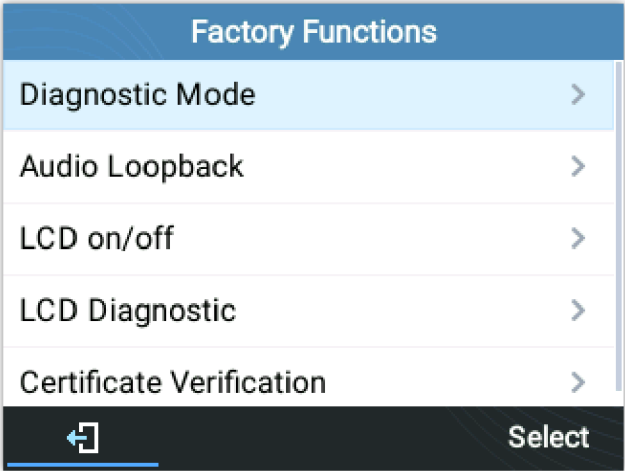 Factory Functions
Diagnostic Mode
Audio Loopback
LCD on/off
LCD Diagnostic
Certificate Verification
Select